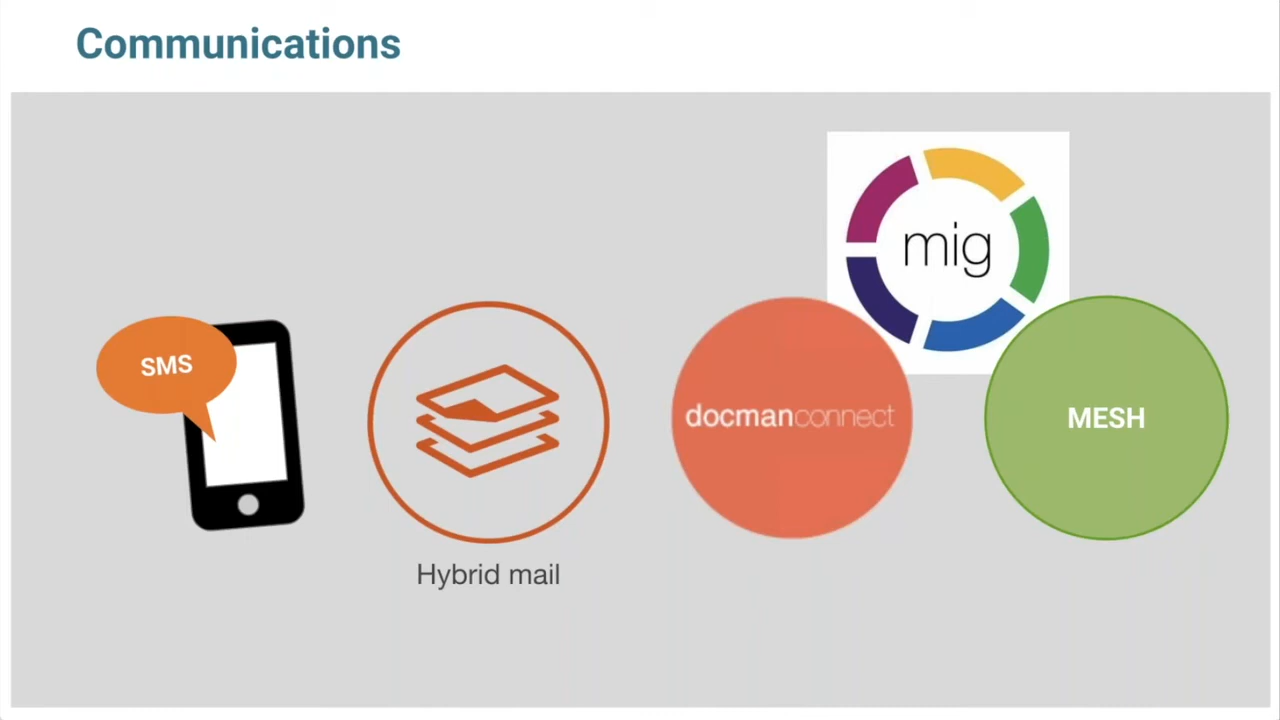 Communications
mig
SMS
docmanconnect
MESH
Hybrid mail